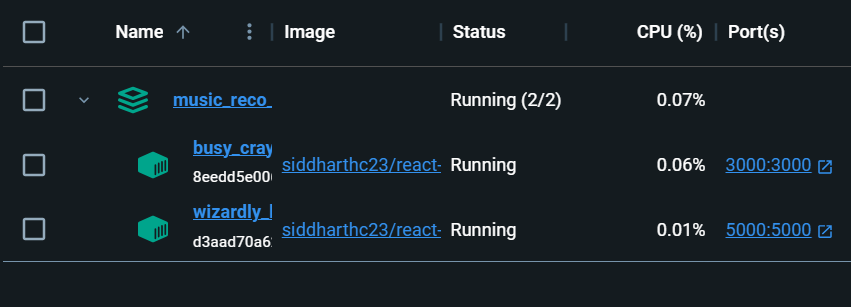 Name Image Status CPU (%) Port(s)
music_reco_ Running (2/2) 0.07%
busy_cray
siddharthc23/react- Running 0.06% 3000:3000
8eedd5e00
wizardly_
siddharthc23/react- Running 0.01% 5000:5000
d3aad70a6